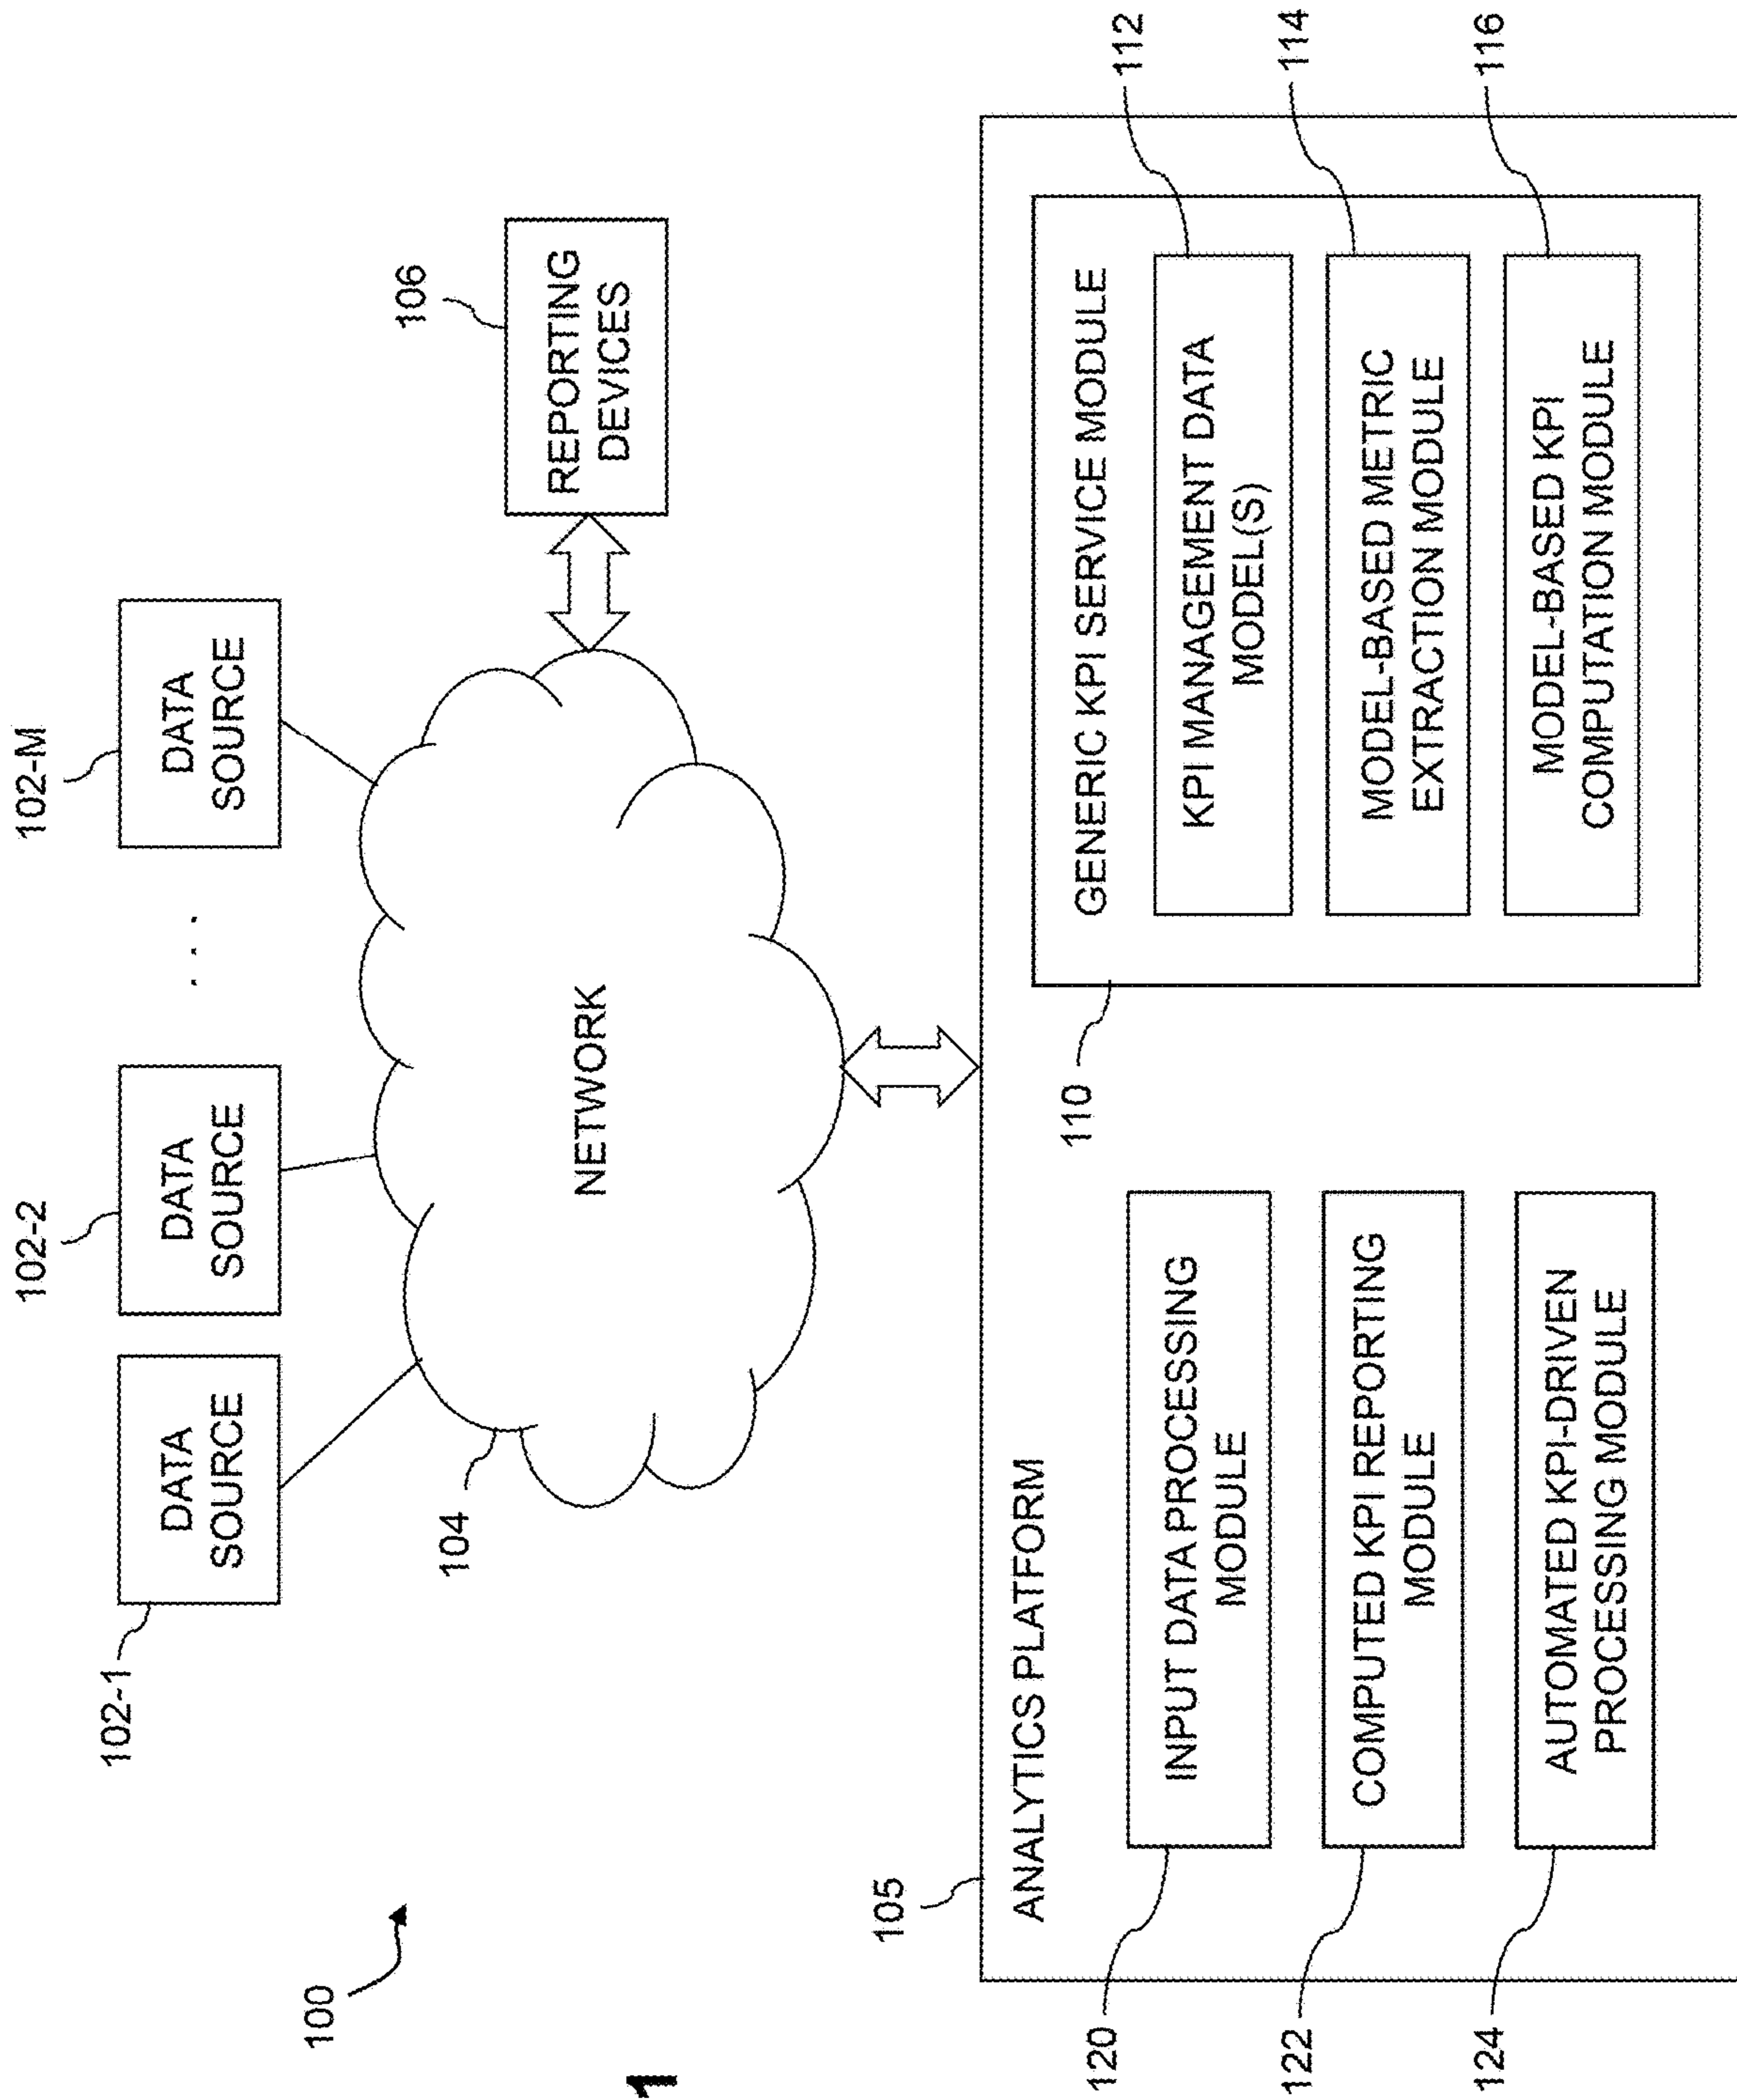 1
100
102-1
DATA
SOURCE
102-2
DATA
SOURCE
. . .
102-M
DATA
SOURCE
104
NETWORK
106
REPORTING
DEVICES
105
ANALYTICS PLATFORM
120
INPUT DATA PROCESSING
MODULE
122
COMPUTED KPI REPORTING
MODULE
124
AUTOMATED KPI-DRIVEN
PROCESSING MODULE
110
GENERIC KPI SERVICE MODULE
KPI MANAGEMENT DATA
MODEL(S)
112
MODEL-BASED METRIC
EXTRACTION MODULE
114
MODEL-BASED KPI
COMPUTATION MODULE
116